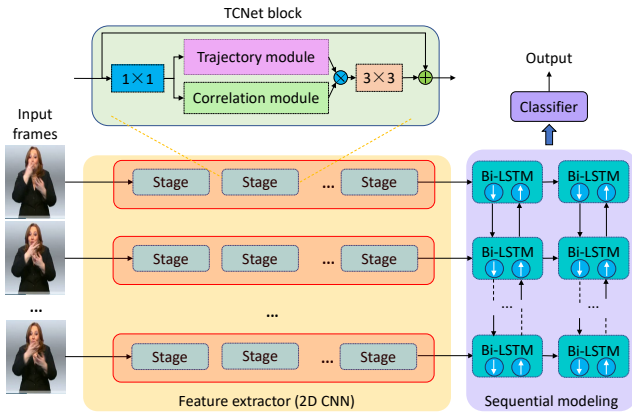 TCNet block
Trajectory module
1×1
3×3
Correlation module
Output
Classifier
Input
frames
Stage Stage ... Stage
Bi-LSTM Bi-LSTM
Stage Stage ... Stage
Bi-LSTM Bi-LSTM
...
...
... ...
Stage Stage ... Stage
Bi-LSTM Bi-LSTM
Feature extractor (2D CNN)
Sequential modeling